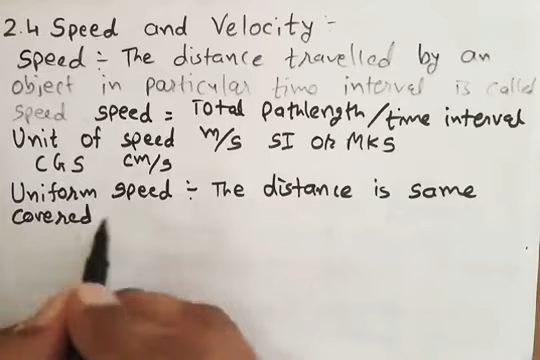 2.4 Speed and Velocity :-
Speed :- The distance travelled by an
object in particular time interval is called
speed speed = Total Pathlength/time interval
Unit of speed m/s SI or MKS
CGS cm/s
Uniform speed :- The distance is same
covered